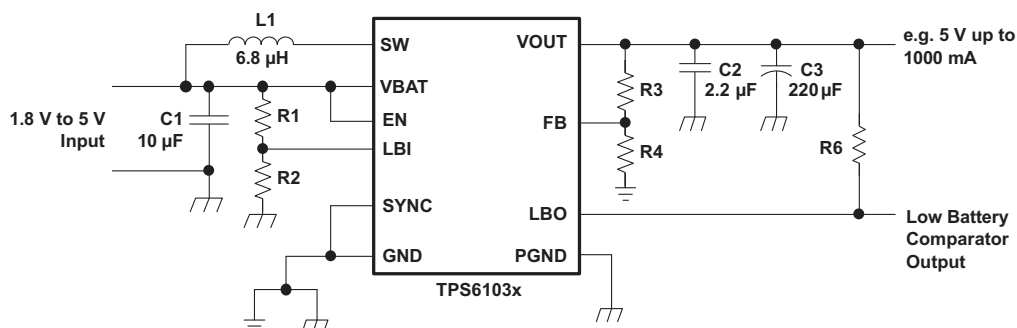 L1
6.8 µH
SW
VOUT
e.g. 5 V up to
1000 mA
VBAT
C1
10 µF
R1
EN
1.8 V to 5 V
Input
LBI
R2
SYNC
GND
R3
C2
2.2 µF
C3
220 µF
FB
R4
R6
LBO
Low Battery
Comparator
Output
PGND
TPS6103x